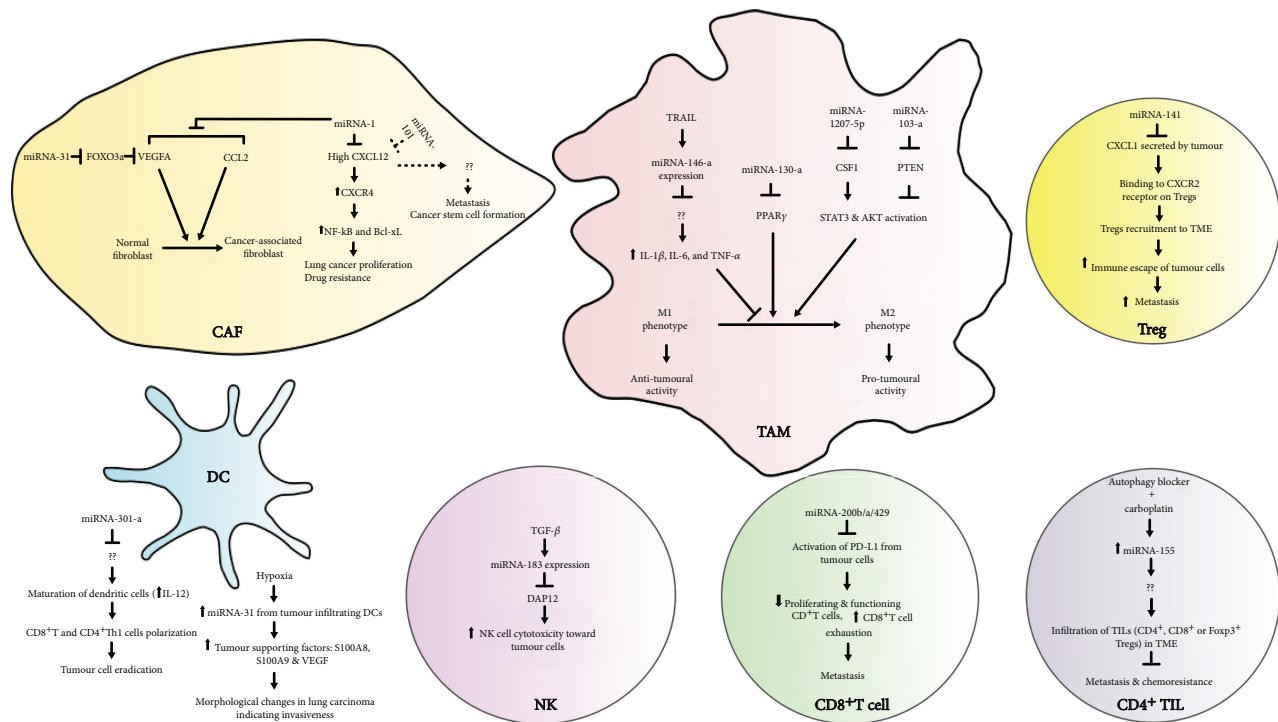 miRNA-1
miRNA-
101
miRNA-31
FOXO3a
VEGFA
CCL2
High CXCL12
??
CXCR4
Metastasis
Cancer stem cell formation
NF-kB and Bcl-xL
Normal
fibroblast
Cancer-associated
fibroblast
Lung cancer proliferation
Drug resistance
CAF
TRAIL
miRNA-146-a
expression
??
IL-1β, IL-6, and TNF-α
miRNA-130-a
PPARγ
miRNA-
1207-5p
CSF1
miRNA-
103-a
PTEN
STAT3 & AKT activation
M1
phenotype
M2
phenotype
Anti-tumoural
activity
Pro-tumoural
activity
TAM
miRNA-141
CXCL1 secreted by tumour
Binding to CXCR2
receptor on Tregs
Tregs recruitment to TME
Immune escape of tumour cells
Metastasis
Treg
DC
miRNA-301-a
??
Maturation of dendritic cells (⬆IL-12)
CD8⁺T and CD4⁺Th1 cells polarization
Tumour cell eradication
Hypoxia
miRNA-31 from tumour infiltrating DCs
Tumour supporting factors: S100A8,
S100A9 & VEGF
Morphological changes in lung carcinoma
indicating invasiveness
TGF-β
miRNA-183 expression
DAP12
NK cell cytotoxicity toward
tumour cells
NK
miRNA-200b/a/429
Activation of PD-L1 from
tumour cells
Proliferating & functioning
CD⁺T cells, ⬆ CD8⁺T cell
exhaustion
Metastasis
CD8⁺T cell
Autophagy blocker
+
carboplatin
miRNA-155
??
Infiltration of TILs (CD4⁺, CD8⁺ or Foxp3⁺
Tregs) in TME
Metastasis & chemoresistance
CD4⁺ TIL